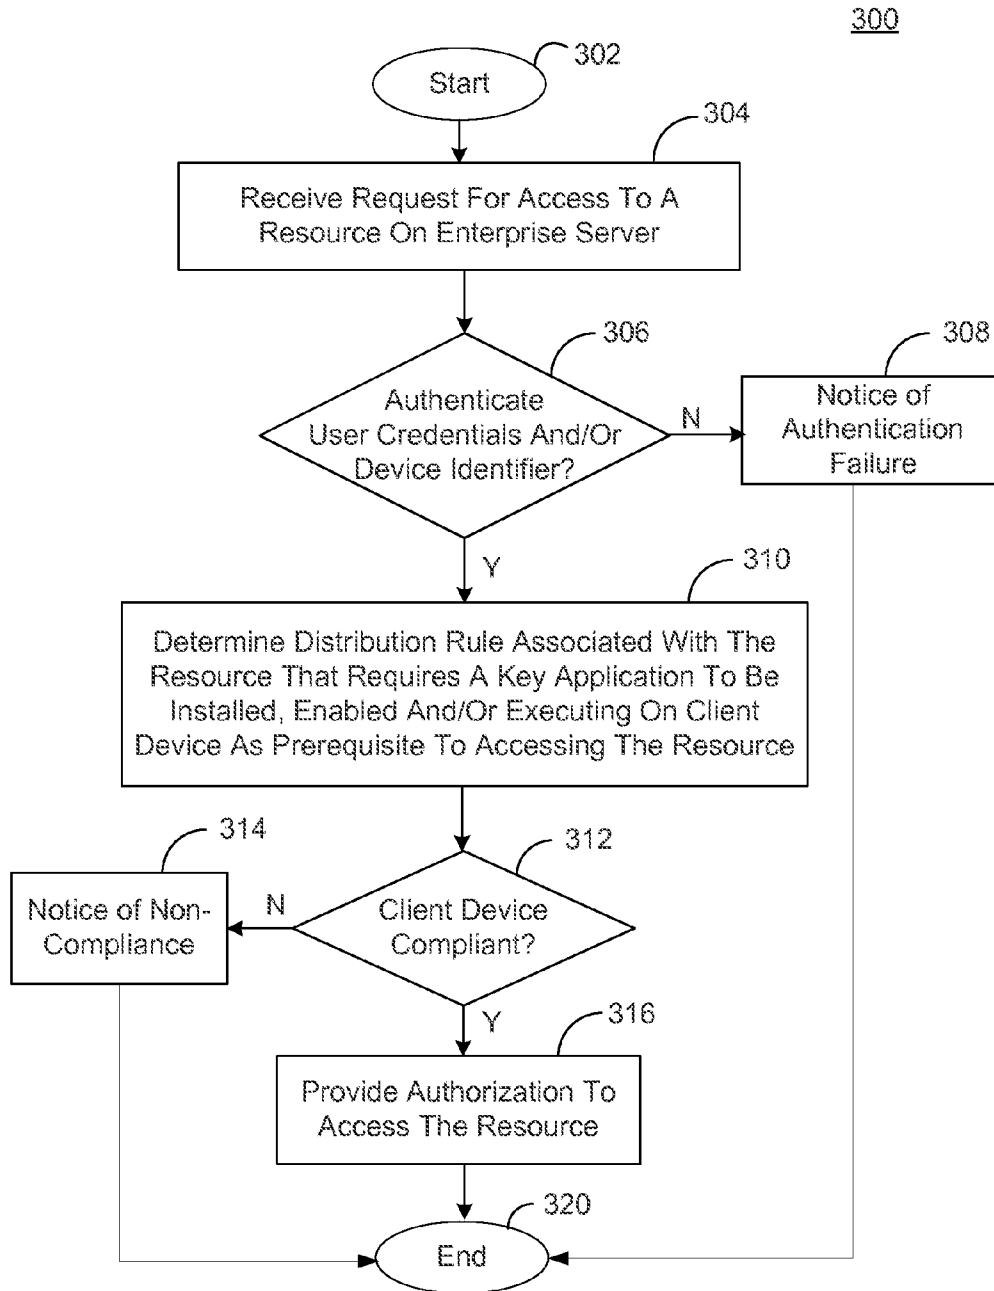 300
302
Start
304
Receive Request For Access To A
Resource On Enterprise Server
306
308
Authenticate
User Credentials And/Or
Device Identifier?
N
Notice of
Authentication
Failure
Y
310
Determine Distribution Rule Associated With The
Resource That Requires A Key Application To Be
Installed, Enabled And/Or Executing On Client
Device As Prerequisite To Accessing The Resource
314
312
Notice of Non-
Compliance
N
Client Device
Compliant?
Y
316
Provide Authorization To
Access The Resource
320
End